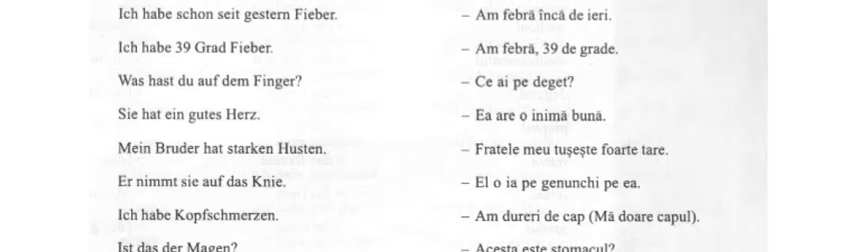 Ich habe schon seit gestern Fieber. – Am febră încă de ieri.
Ich habe 39 Grad Fieber. – Am febră, 39 de grade.
Was hast du auf dem Finger? – Ce ai pe deget?
Sie hat ein gutes Herz. – Ea are o inimă bună.
Mein Bruder hat starken Husten. – Fratele meu tuşeşte foarte tare.
Er nimmt sie auf das Knie. – El o ia pe genunchi pe ea.
Ich habe Kopfschmerzen. – Am dureri de cap (Mă doare capul).
Ist das der Magen? – Acesta este stomacul?